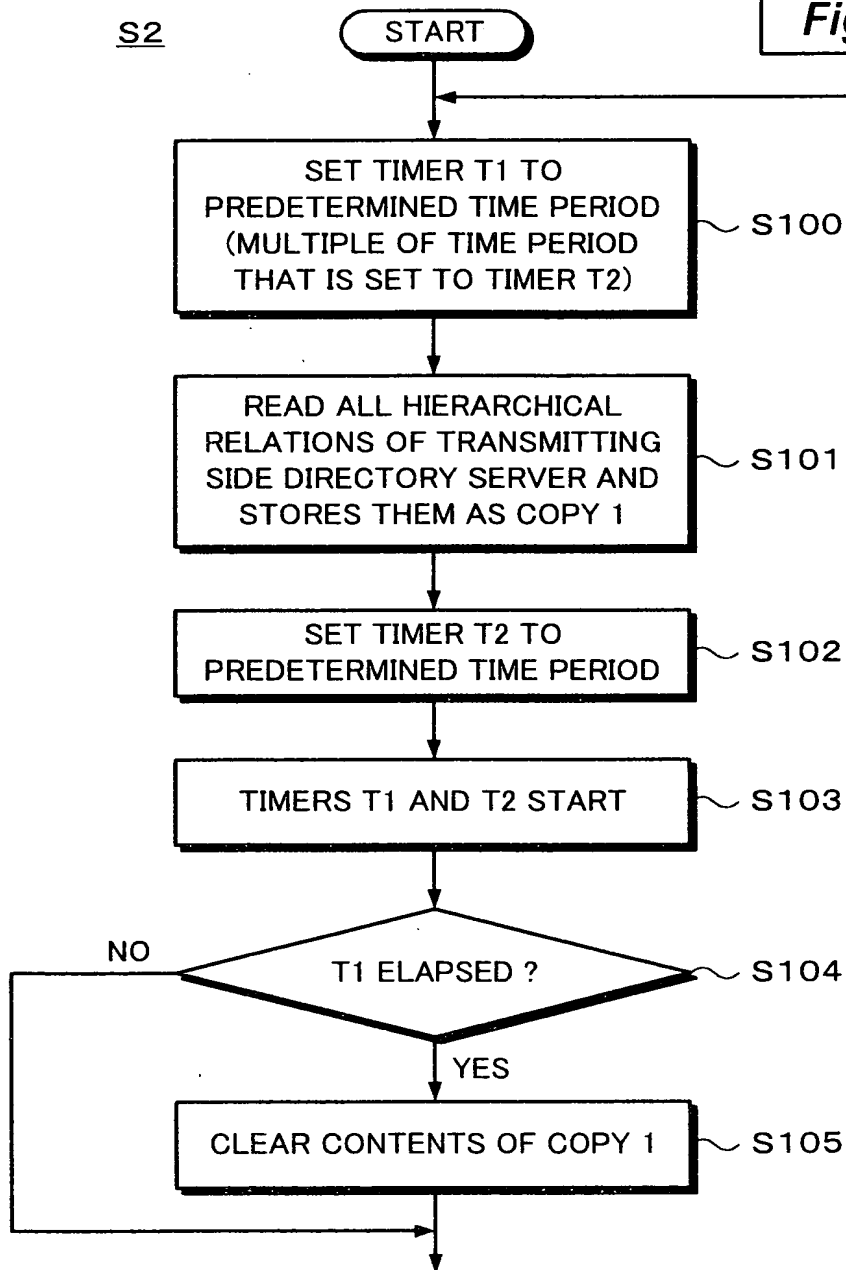 S2
START
Fig
SET TIMER T1 TO
PREDETERMINED TIME PERIOD
(MULTIPLE OF TIME PERIOD
THAT IS SET TO TIMER T2)
S100
READ ALL HIERARCHICAL
RELATIONS OF TRANSMITTING
SIDE DIRECTORY SERVER AND
STORES THEM AS COPY 1
S101
SET TIMER T2 TO
PREDETERMINED TIME PERIOD
S102
TIMERS T1 AND T2 START
S103
NO
T1 ELAPSED ?
S104
YES
CLEAR CONTENTS OF COPY 1
S105